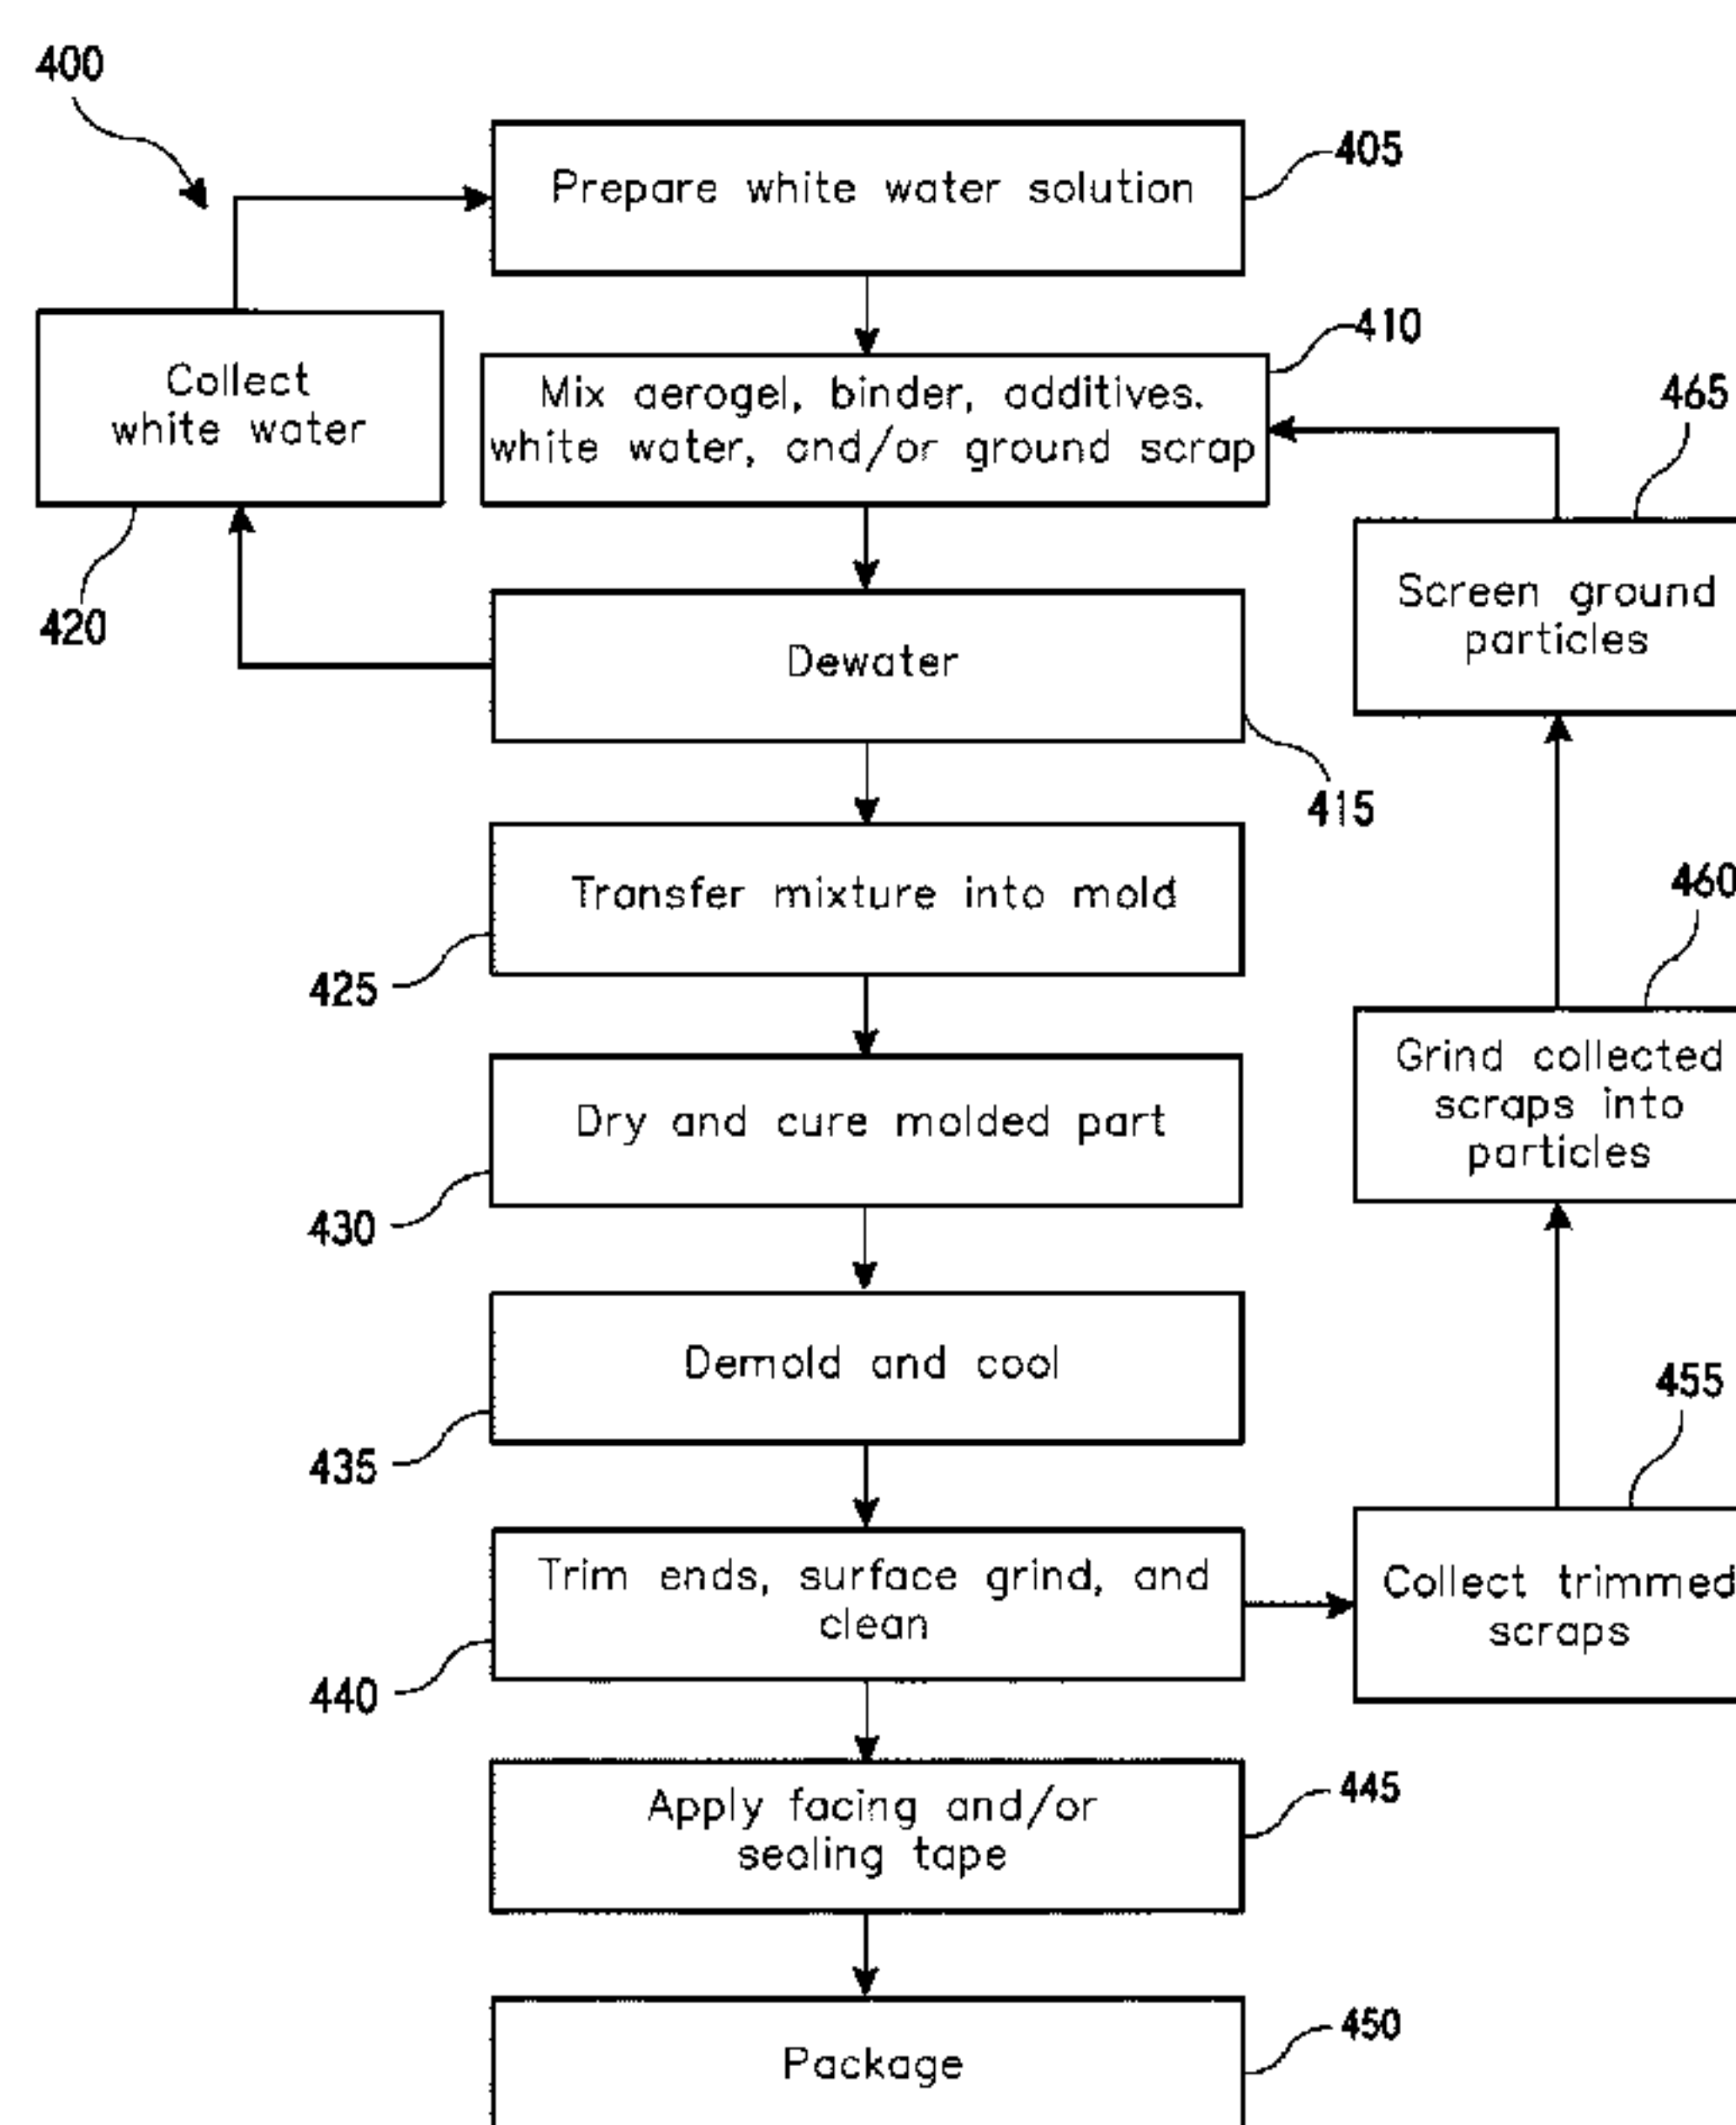 400
Prepare white water solution
405
Collect
white water
420
Mix aerogel, binder, additives.
white water, and/or ground scrap
410
Dewater
415
Transfer mixture into mold
425
Dry and cure molded part
430
Demold and cool
435
Trim ends, surface grind, and
clean
440
Apply facing and/or
sealing tape
445
Package
450
Collect trimmed
scraps
455
Grind collected
scraps into
particles
460
Screen ground
particles
465